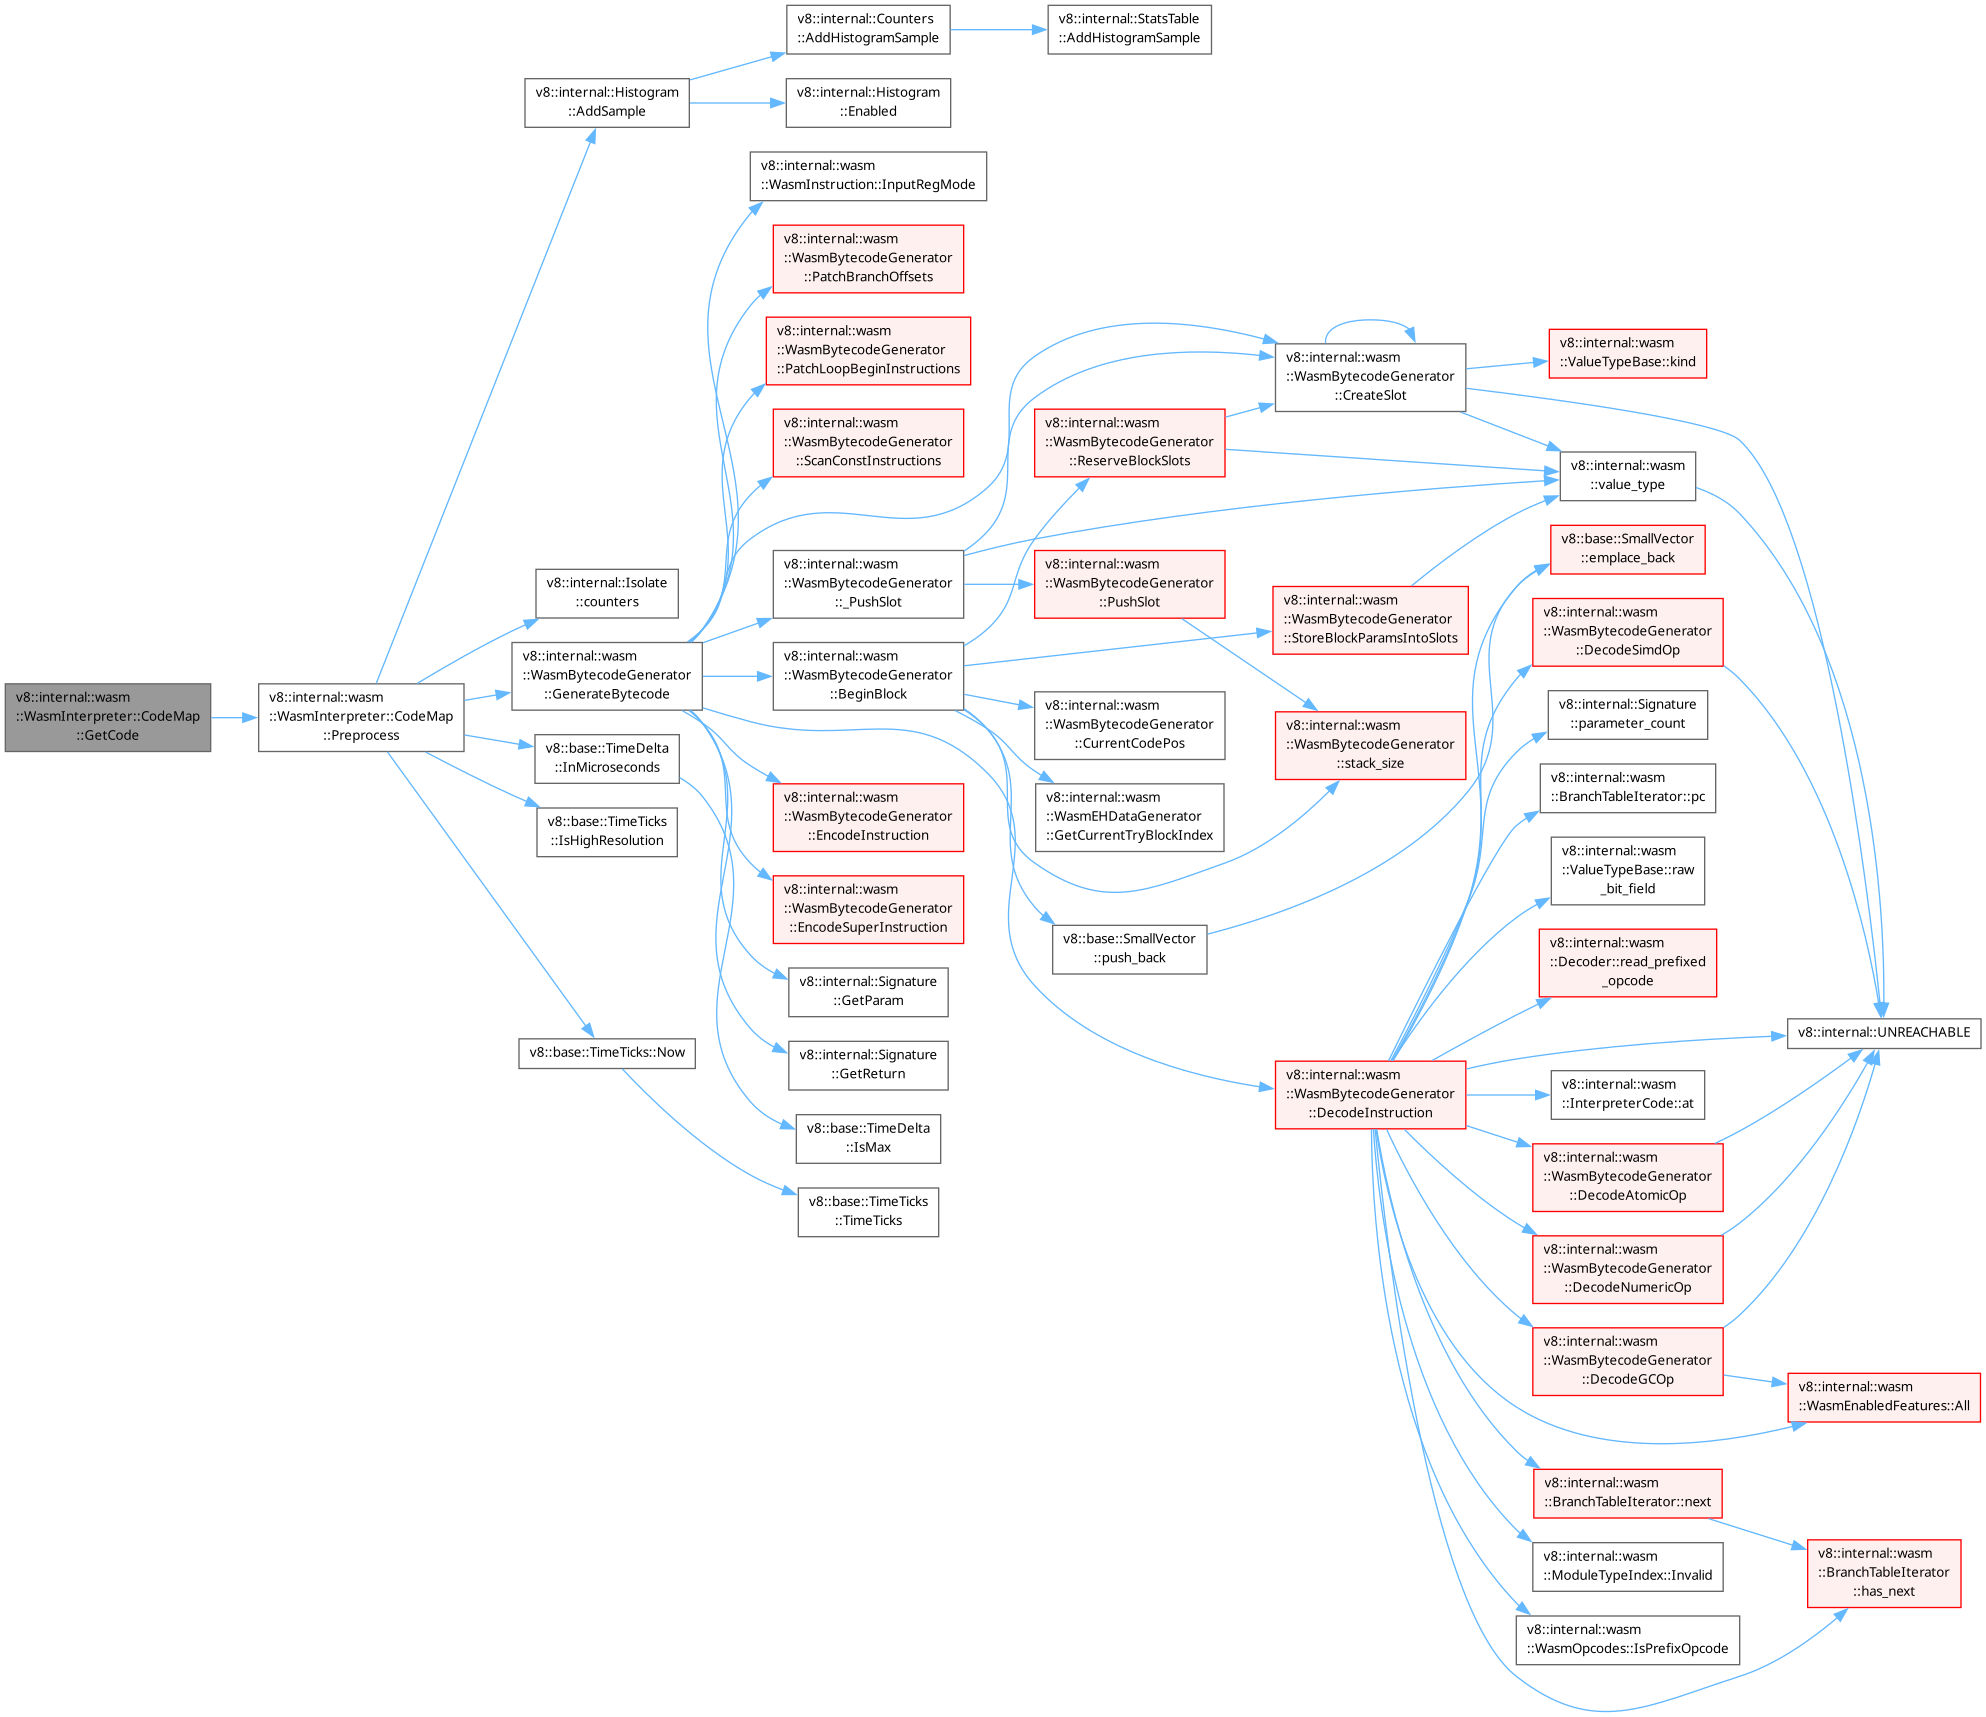 v8::internal::wasm
::WasmInterpreter::CodeMap
::GetCode
v8::internal::wasm
::WasmInterpreter::CodeMap
::Preprocess
v8::internal::Histogram
::AddSample
v8::internal::Isolate
::counters
v8::internal::wasm
::WasmBytecodeGenerator
::GenerateBytecode
v8::base::TimeDelta
::InMicroseconds
v8::base::TimeTicks
::IsHighResolution
v8::base::TimeTicks::Now
v8::internal::Counters
::AddHistogramSample
v8::internal::Histogram
::Enabled
v8::internal::wasm
::WasmInstruction::InputRegMode
v8::internal::wasm
::WasmBytecodeGenerator
::PatchBranchOffsets
v8::internal::wasm
::WasmBytecodeGenerator
::PatchLoopBeginInstructions
v8::internal::wasm
::WasmBytecodeGenerator
::ScanConstInstructions
v8::internal::wasm
::WasmBytecodeGenerator
::_PushSlot
v8::internal::wasm
::WasmBytecodeGenerator
::BeginBlock
v8::internal::wasm
::WasmBytecodeGenerator
::EncodeInstruction
v8::internal::wasm
::WasmBytecodeGenerator
::EncodeSuperInstruction
v8::internal::Signature
::GetParam
v8::internal::Signature
::GetReturn
v8::base::TimeDelta
::IsMax
v8::base::TimeTicks
::TimeTicks
v8::internal::StatsTable
::AddHistogramSample
v8::internal::wasm
::WasmBytecodeGenerator
::ReserveBlockSlots
v8::internal::wasm
::WasmBytecodeGenerator
::PushSlot
v8::internal::wasm
::WasmBytecodeGenerator
::CurrentCodePos
v8::internal::wasm
::WasmEHDataGenerator
::GetCurrentTryBlockIndex
v8::base::SmallVector
::push_back
v8::internal::wasm
::WasmBytecodeGenerator
::CreateSlot
v8::internal::wasm
::WasmBytecodeGenerator
::StoreBlockParamsIntoSlots
v8::internal::wasm
::WasmBytecodeGenerator
::stack_size
v8::internal::wasm
::WasmBytecodeGenerator
::DecodeInstruction
v8::internal::wasm
::ValueTypeBase::kind
v8::internal::wasm
::value_type
v8::base::SmallVector
::emplace_back
v8::internal::wasm
::WasmBytecodeGenerator
::DecodeSimdOp
v8::internal::Signature
::parameter_count
v8::internal::wasm
::BranchTableIterator::pc
v8::internal::wasm
::ValueTypeBase::raw
_bit_field
v8::internal::wasm
::Decoder::read_prefixed
_opcode
v8::internal::wasm
::InterpreterCode::at
v8::internal::wasm
::WasmBytecodeGenerator
::DecodeAtomicOp
v8::internal::wasm
::WasmBytecodeGenerator
::DecodeNumericOp
v8::internal::wasm
::WasmBytecodeGenerator
::DecodeGCOp
v8::internal::wasm
::BranchTableIterator::next
v8::internal::wasm
::ModuleTypeIndex::Invalid
v8::internal::wasm
::WasmOpcodes::IsPrefixOpcode
v8::internal::UNREACHABLE
v8::internal::wasm
::WasmEnabledFeatures::All
v8::internal::wasm
::BranchTableIterator
::has_next